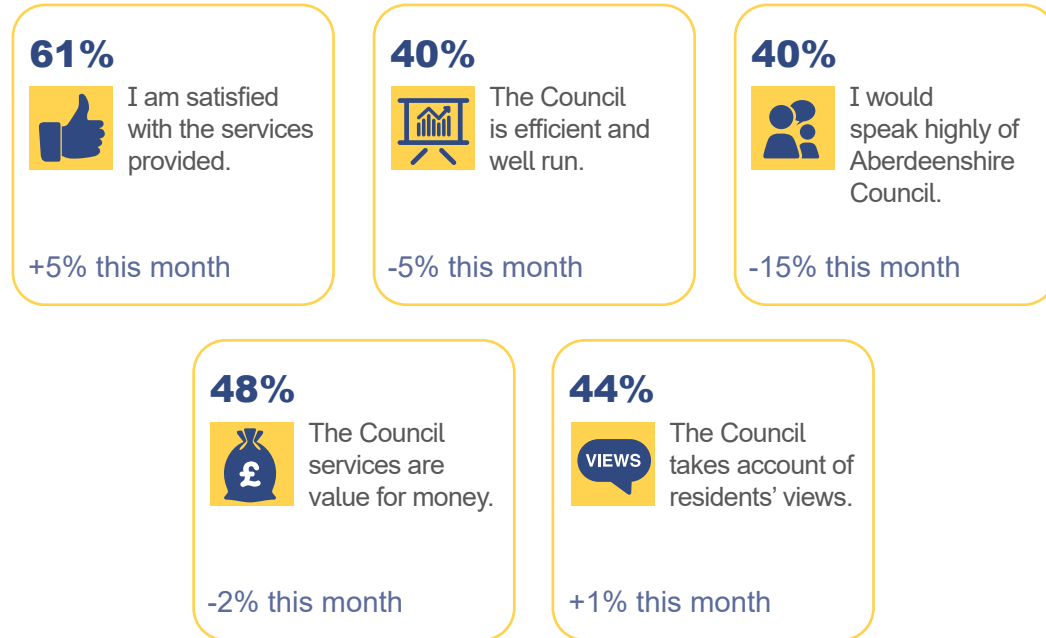 61%
I am satisfied
with the services
provided.
+5% this month
40%
The Council
is efficient and
well run.
-5% this month
40%
I would
speak highly of
Aberdeenshire
Council.
-15% this month
48%
£
The Council
services are
value for money.
-2% this month
44%
VIEWS
The Council
takes account of
residents’ views.
+1% this month